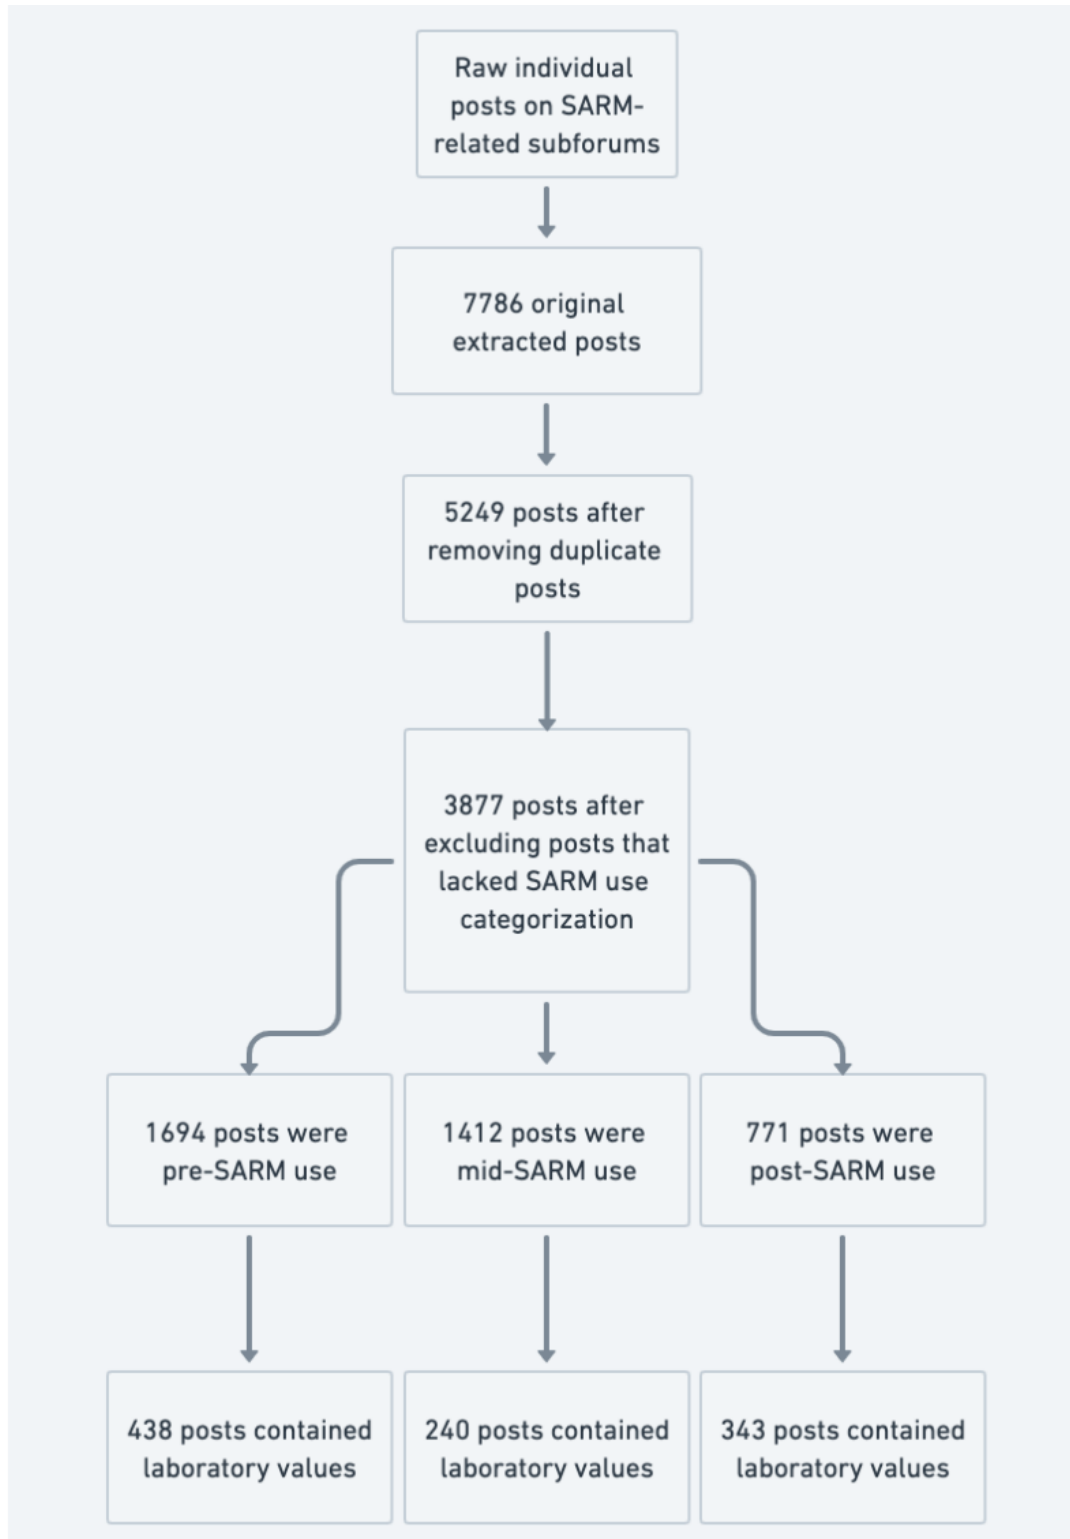 Raw individual
posts on SARM-
related subforums
7786 original
extracted posts
5249 posts after
removing duplicate
posts
3877 posts after
excluding posts that
lacked SARM use
categorization
1694 posts were
pre-SARM use
1412 posts were
mid-SARM use
771 posts were
post-SARM use
438 posts contained
laboratory values
240 posts contained
laboratory values
343 posts contained
laboratory values